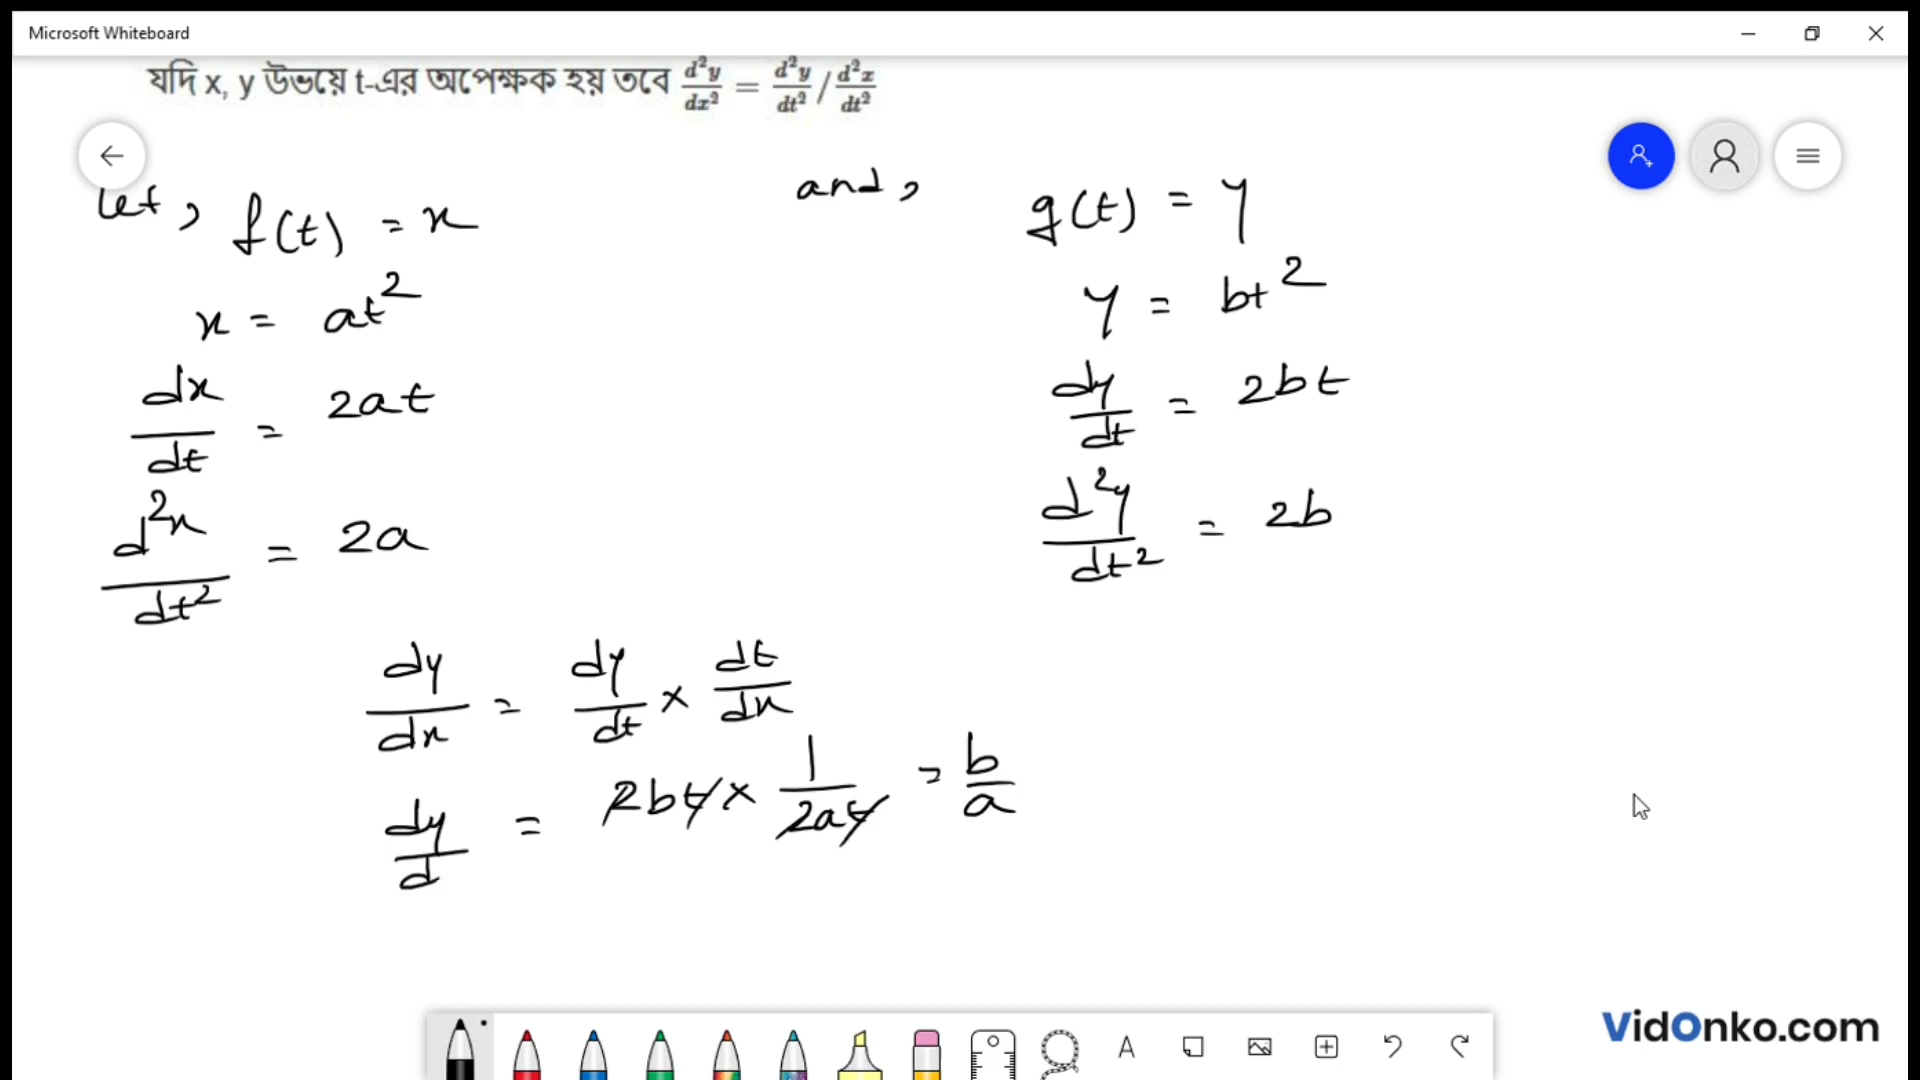 Microsoft Whiteboard
যদি x, y উভয়ে t-এর অপেক্ষক হয় তবে d²y/dx² = d²y/dt² / d²x/dt²
Let, f(t) = x
and, g(t) = y
x = at²
y = bt²
dx/dt = 2at
dy/dt = 2bt
d²x/dt² = 2a
d²y/dt² = 2b
dy/dx = dy/dt × dt/dx
dy/d = 2bt × 1/2at = b/a
A
VidOnko.com